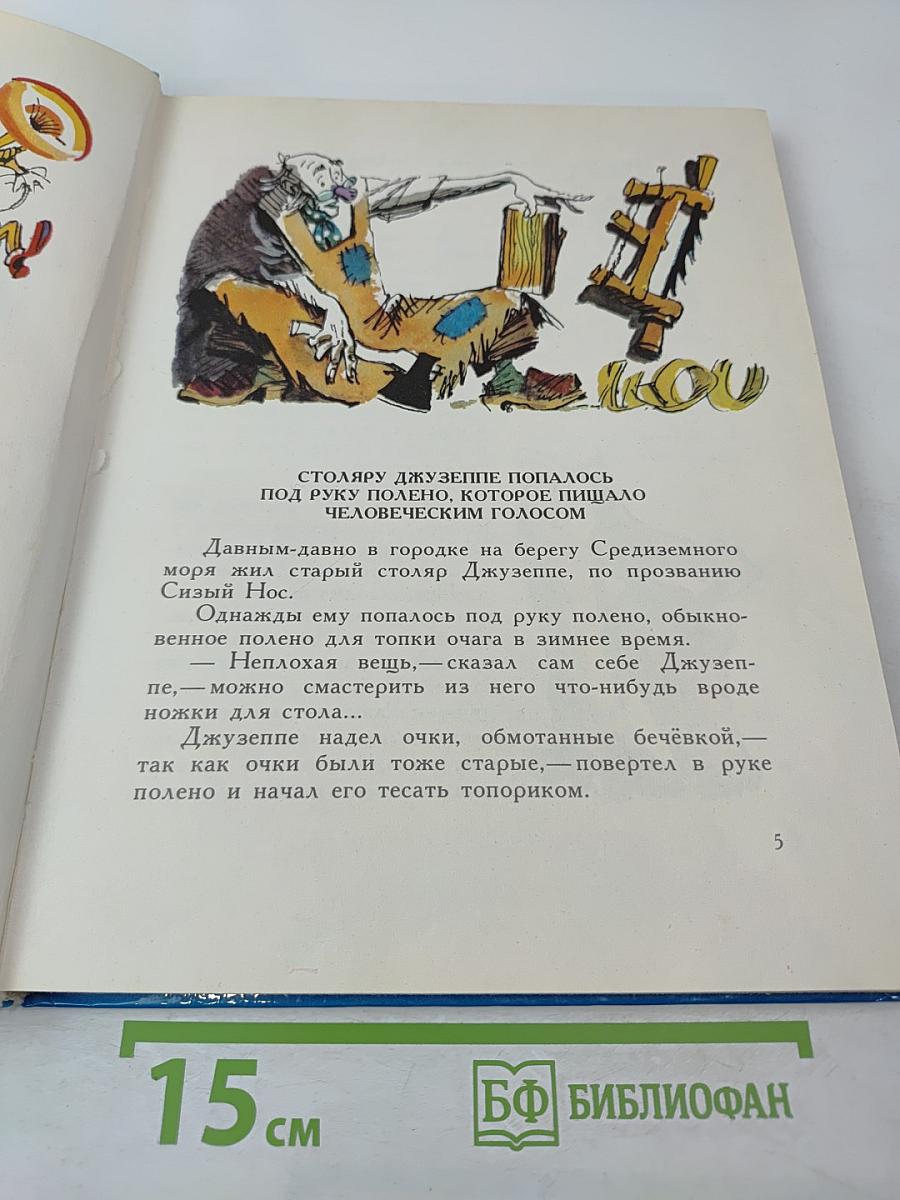 СТОЛЯРУ ДЖУЗЕППЕ ПОПАЛОСЬ
ПОД РУКУ ПОЛЕНО, КОТОРОЕ ПИЩАЛО
ЧЕЛОВЕЧЕСКИМ ГОЛОСОМ
Давным-давно в городке на берегу Средиземного
моря жил старый столяр Джузеппе, по прозванию
Сизый Нос.
Однажды ему попалось под руку полено, обыкно-
венное полено для топки очага в зимнее время.
— Неплохая вещь,—сказал сам себе Джузеп-
пе,—можно смастерить из него что-нибудь вроде
ножки для стола...
Джузеппе надел очки, обмотанные бечёвкой,—
так как очки были тоже старые,—повертел в руке
полено и начал его тесать топориком.
5
15 см
БФ БИБЛИОФАН